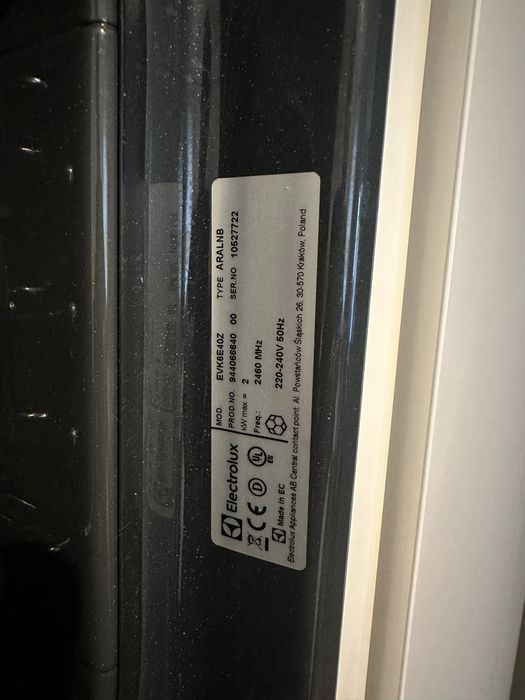 Electrolux
MOD. EVK6E40Z TYPE ARALNB
PROD.NO. 944066640 00 SER.NO 10527722
kW max = 2
Freq.: 2460 MHz
220-240V 50Hz
CE D UL EU
Made in EC
Electrolux Appliances AB Central contact point: Al. Powstańców Śląskich 26, 30-570 Kraków, Poland